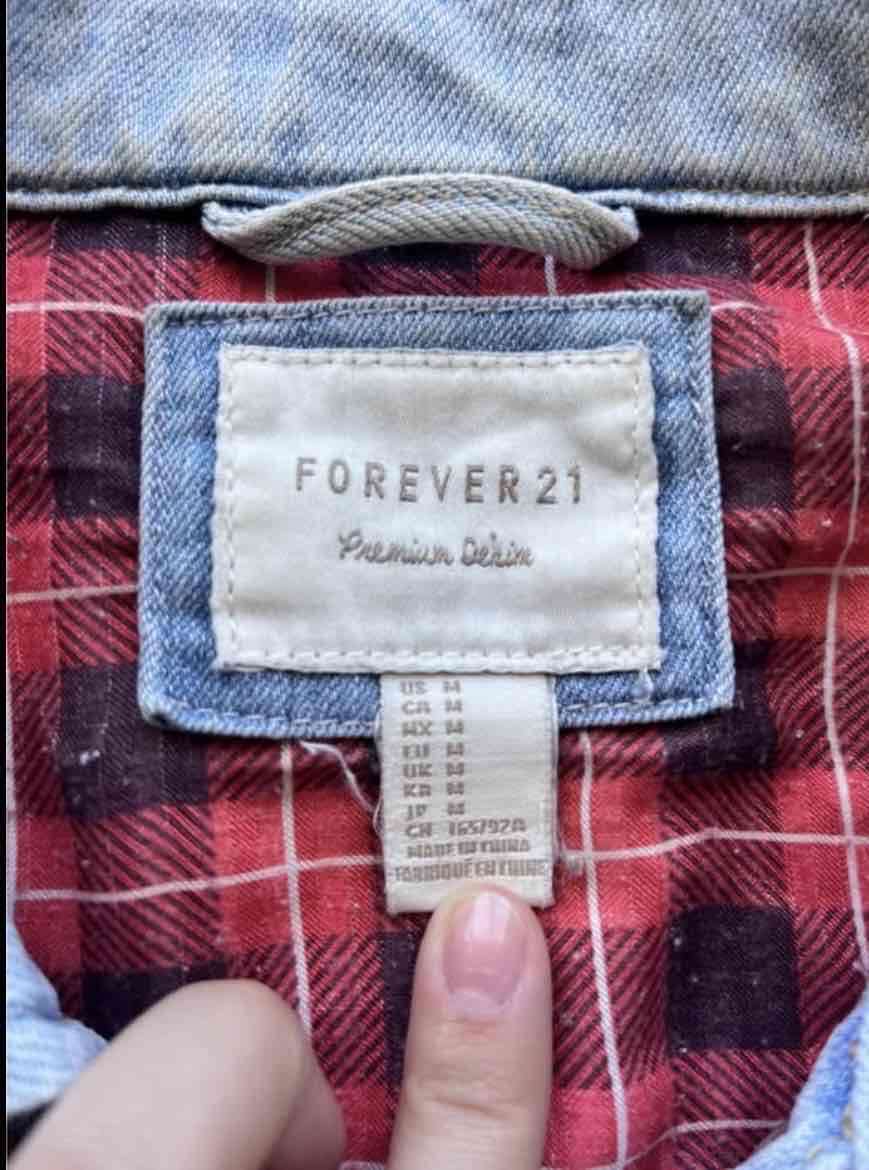 FOREVER 21
Premium Denim
US M
CA M
MX M
EU M
UK M
KR M
JP M
CH 165/92A
MADE IN CHINA
FABRIQUÉ EN CHINE